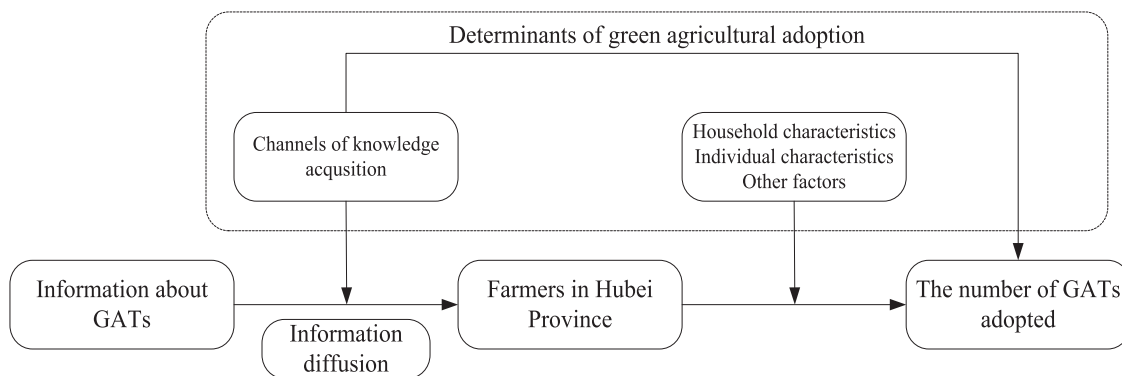 Determinants of green agricultural adoption
Channels of knowledge
acqusition
Household characteristics
Individual characteristics
Other factors
Information about
GATs
Information
diffusion
Farmers in Hubei
Province
The number of GATs
adopted